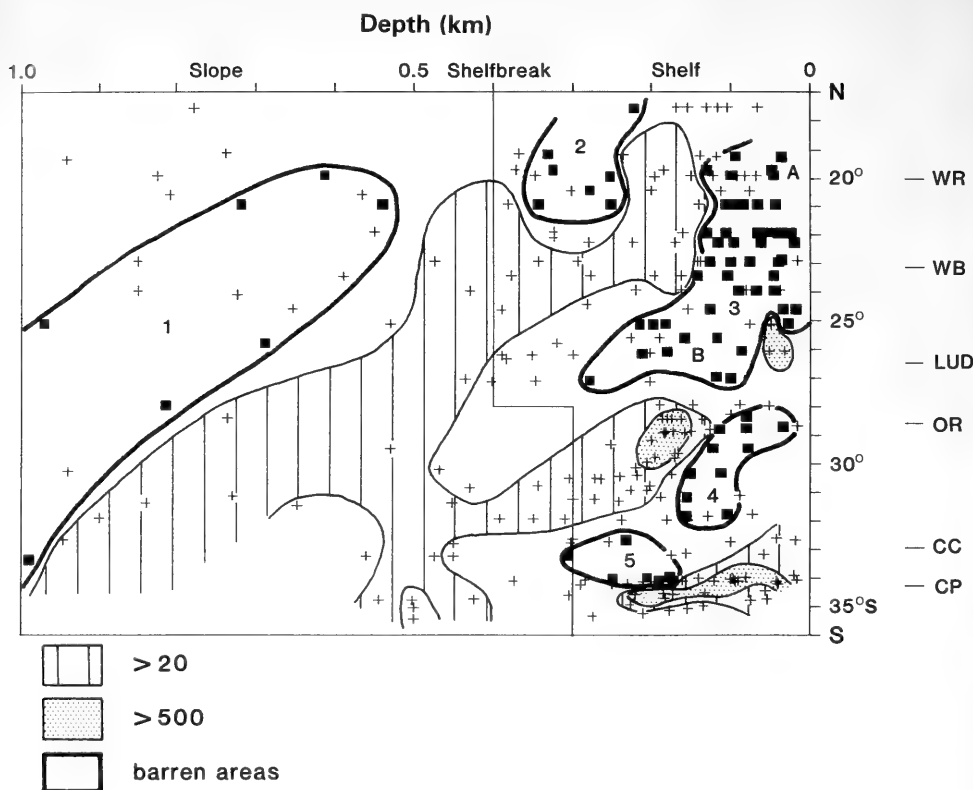 Depth (km)
1.0 Slope 0.5 Shelfbreak Shelf 0
N
2
A
20° WR
WB
3
1
25°
B
LUD
OR
30°
4
CC
5
CP
35°S
S
> 20
> 500
barren areas